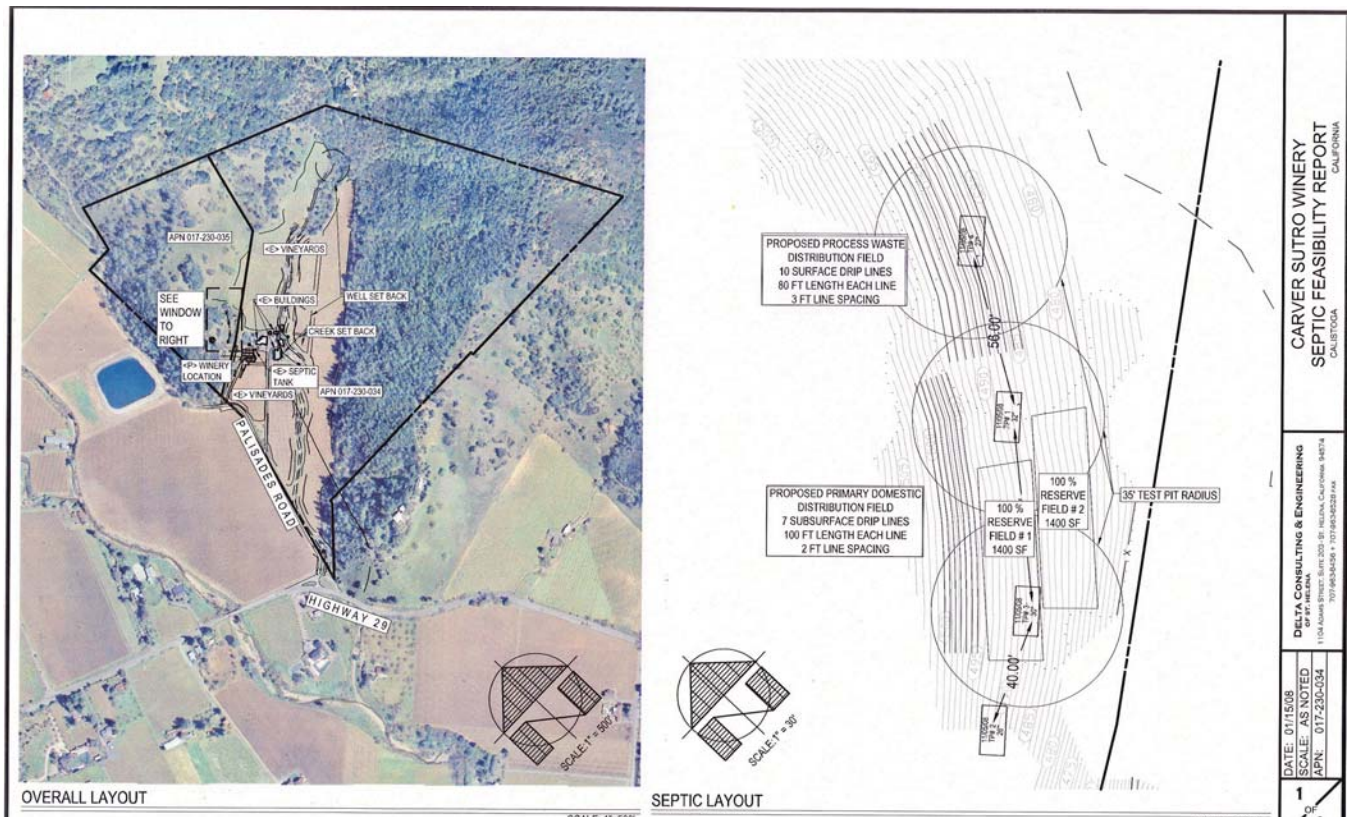 APN 017-230-035
<E> VINEYARDS
SEE
WINDOW
TO
RIGHT
<E> BUILDINGS
WELL SET BACK
CREEK SET BACK
<P> WINERY
LOCATION
<E> SEPTIC
TANK
<E> VINEYARDS
APN 017-230-034
PALISADES ROAD
HIGHWAY 29
SCALE:1" = 500'
OVERALL LAYOUT
PROPOSED PROCESS WASTE
DISTRIBUTION FIELD
10 SURFACE DRIP LINES
80 FT LENGTH EACH LINE
3 FT LINE SPACING
56.00'
PROPOSED PRIMARY DOMESTIC
DISTRIBUTION FIELD
7 SUBSURFACE DRIP LINES
100 FT LENGTH EACH LINE
2 FT LINE SPACING
100 %
RESERVE
FIELD # 1
1400 SF
100 %
RESERVE
FIELD # 2
1400 SF
35' TEST PIT RADIUS
X
40.00'
SCALE:1" = 30'
SEPTIC LAYOUT
CARVER SUTRO WINERY
SEPTIC FEASIBILITY REPORT
CALISTOGA CALIFORNIA
DELTA CONSULTING & ENGINEERING
OF ST. HELENA
DATE: 01/15/08
SCALE: AS NOTED
APN: 017-230-034
1
OF